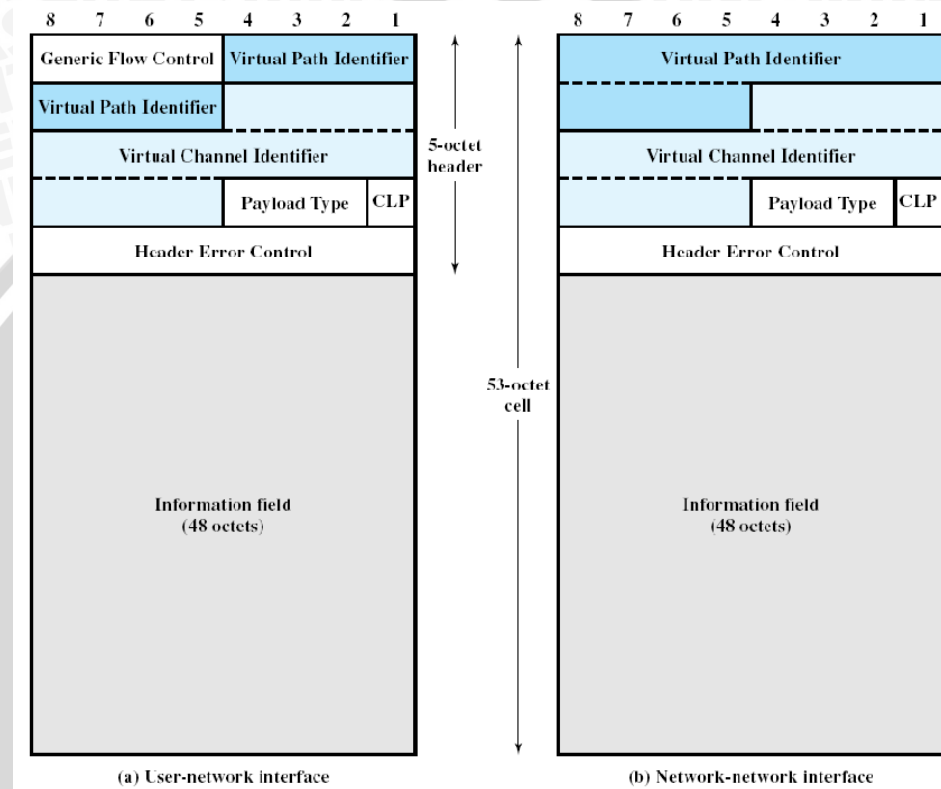 8 7 6 5 4 3 2 1
Generic Flow Control Virtual Path Identifier
Virtual Path Identifier
Virtual Channel Identifier
Payload Type CLP
Header Error Control
Information field
(48 octets)
(a) User-network interface
5-octet
header
53-octet
cell
8 7 6 5 4 3 2 1
Virtual Path Identifier
Virtual Channel Identifier
Payload Type CLP
Header Error Control
Information field
(48 octets)
(b) Network-network interface